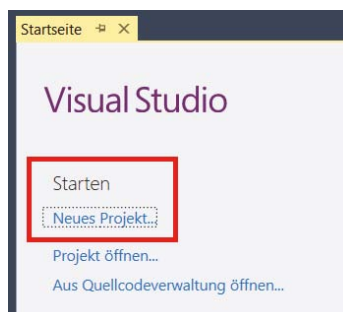 Startseite
Visual Studio
Starten
Neues Projekt...
Projekt öffnen...
Aus Quellcodeverwaltung öffnen...